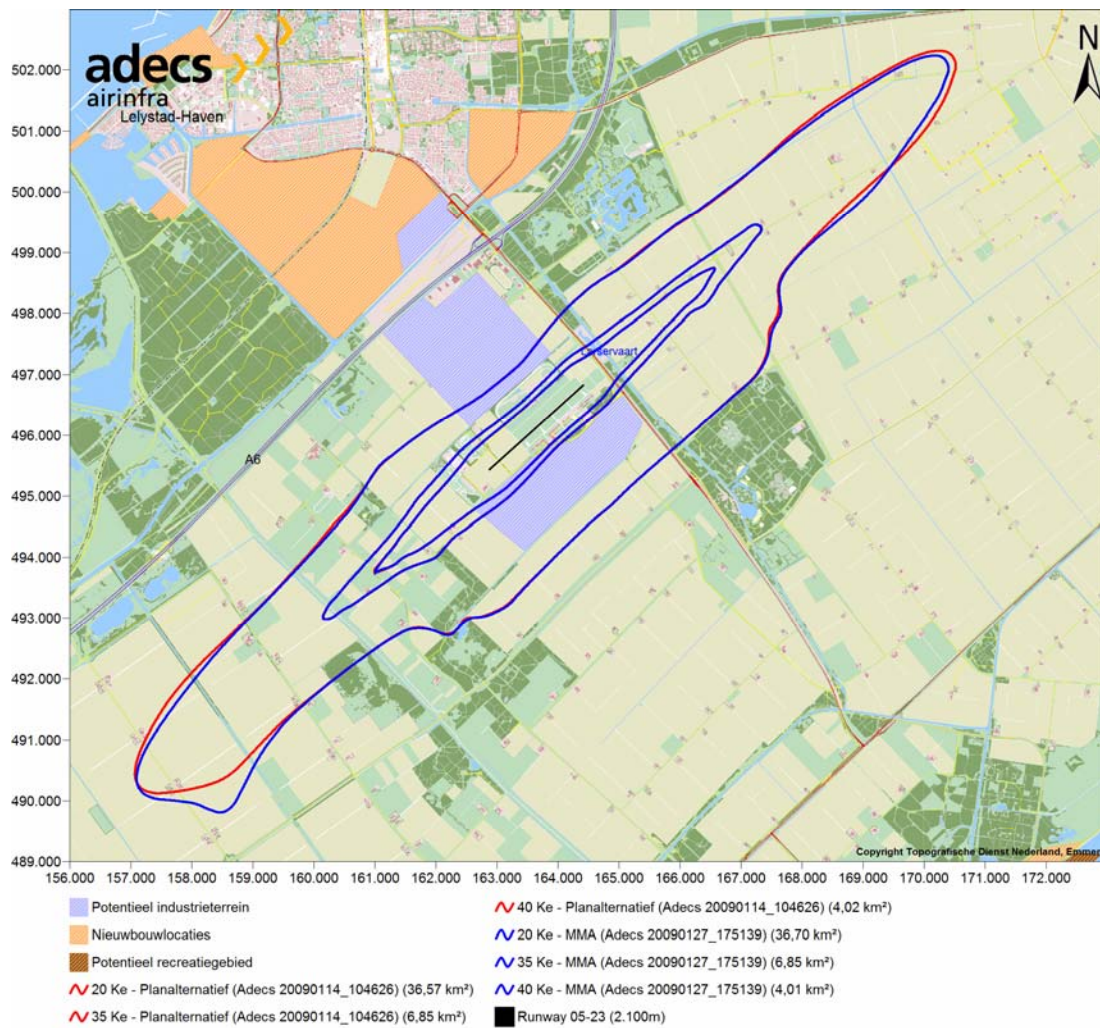 adecs
airinfra
Lelystad-Haven
N
A6
Larservaart
Copyright Topografische Dienst Nederland, Emmen
502.000
501.000
500.000
499.000
498.000
497.000
496.000
495.000
494.000
493.000
492.000
491.000
490.000
489.000
156.000 157.000 158.000 159.000 160.000 161.000 162.000 163.000 164.000 165.000 166.000 167.000 168.000 169.000 170.000 171.000 172.000
Potentieel industrieterrein
Nieuwbouwlocaties
Potentieel recreatiegebied
20 Ke - Planalternatief (Adecs 20090114_104626) (36,57 km²)
35 Ke - Planalternatief (Adecs 20090114_104626) (6,85 km²)
40 Ke - Planalternatief (Adecs 20090114_104626) (4,02 km²)
20 Ke - MMA (Adecs 20090127_175139) (36,70 km²)
35 Ke - MMA (Adecs 20090127_175139) (6,85 km²)
40 Ke - MMA (Adecs 20090127_175139) (4,01 km²)
Runway 05-23 (2.100m)